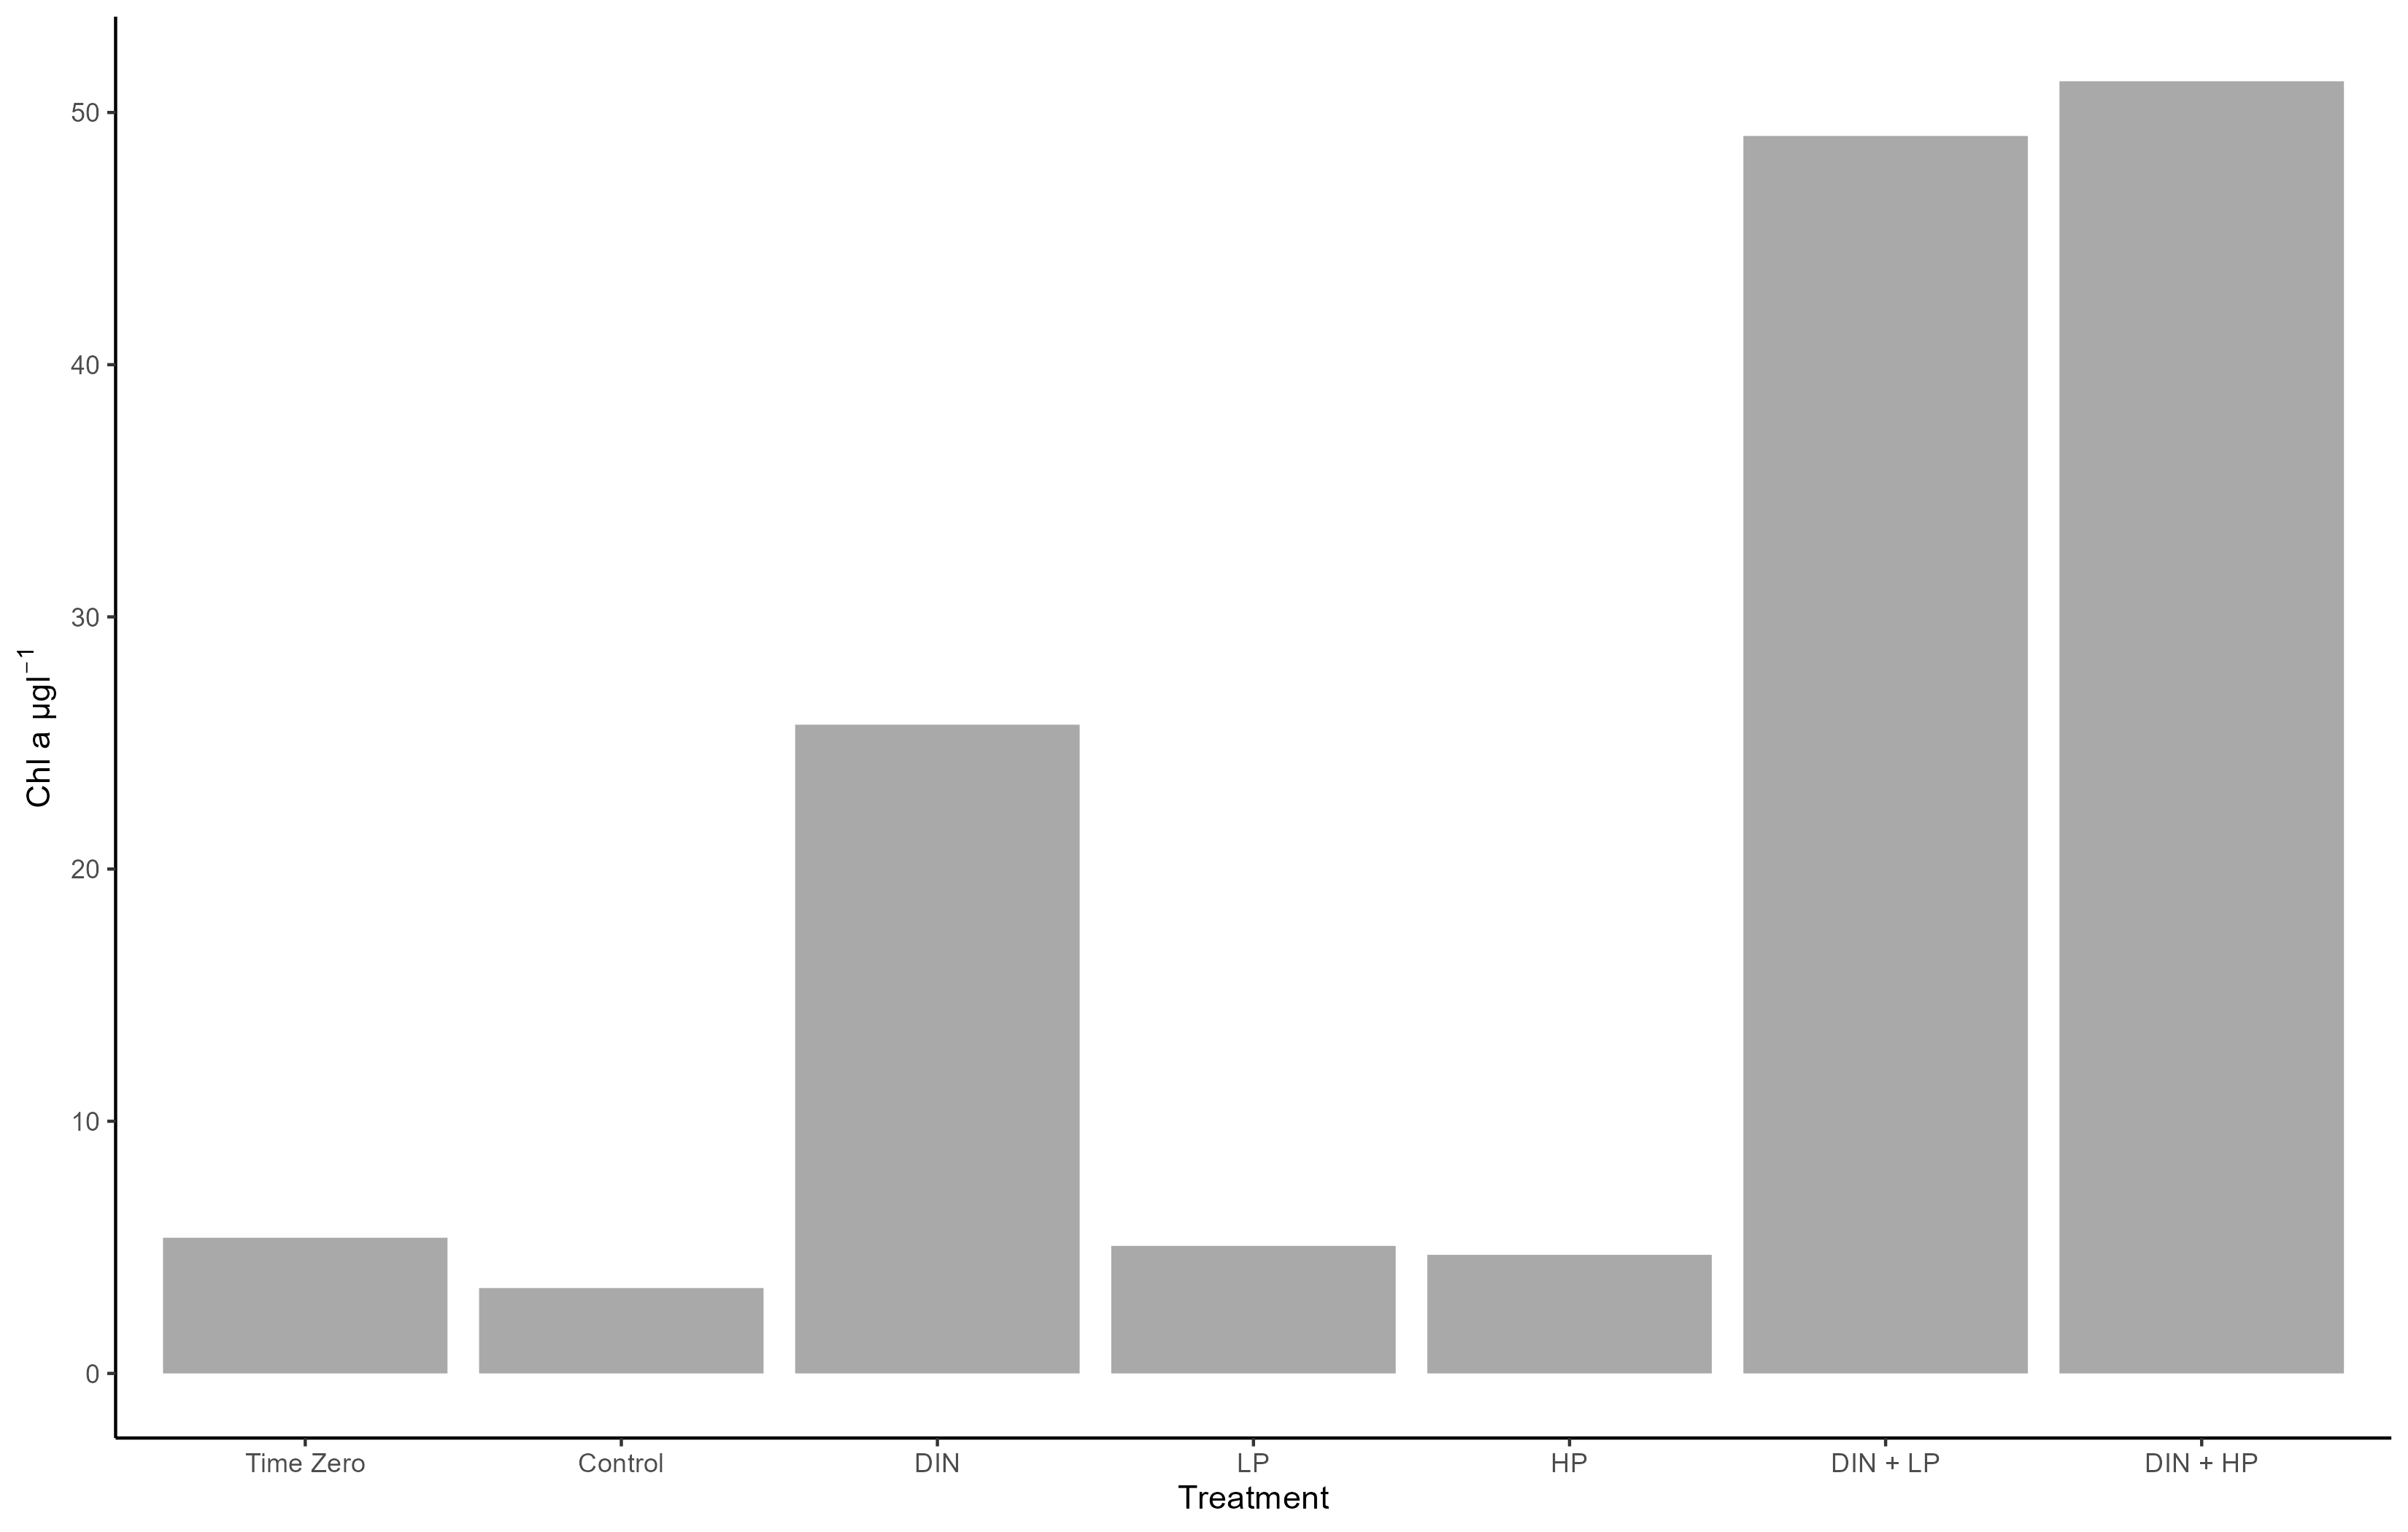 50
40
30
20
10
0
Chl a µgl⁻¹
Time Zero Control DIN LP HP DIN + LP DIN + HP
Treatment